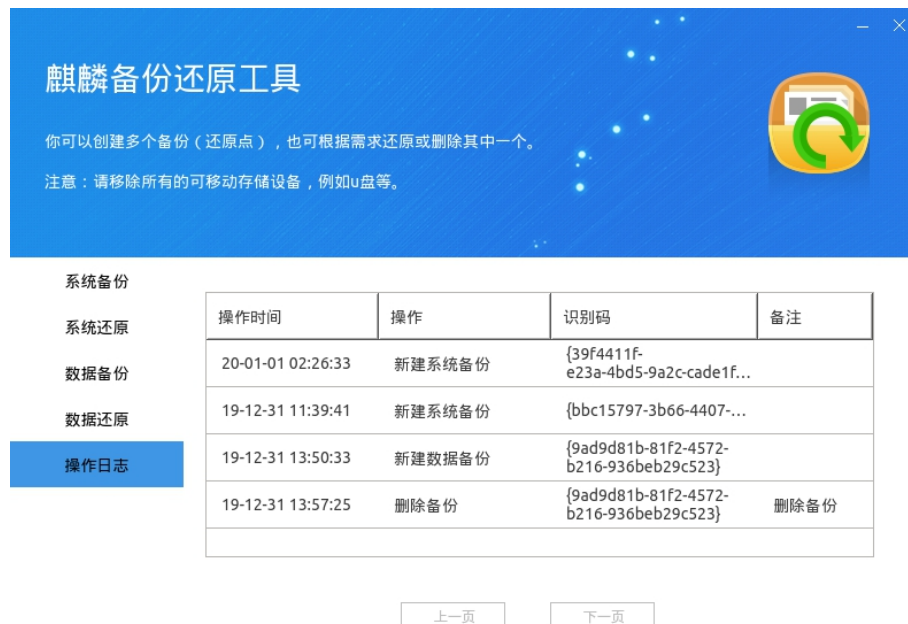 麒麟备份还原工具
你可以创建多个备份（还原点），也可根据需求还原或删除其中一个。
注意：请移除所有的可移动存储设备，例如u盘等。
系统备份
系统还原
数据备份
数据还原
操作日志
操作时间 操作 识别码 备注
20-01-01 02:26:33 新建系统备份 {39f4411f-
e23a-4bd5-9a2c-cade1f...
19-12-31 11:39:41 新建系统备份 {bbc15797-3b66-4407-...
19-12-31 13:50:33 新建数据备份 {9ad9d81b-81f2-4572-
b216-936beb29c523}
19-12-31 13:57:25 删除备份 {9ad9d81b-81f2-4572-
b216-936beb29c523} 删除备份
上一页 下一页